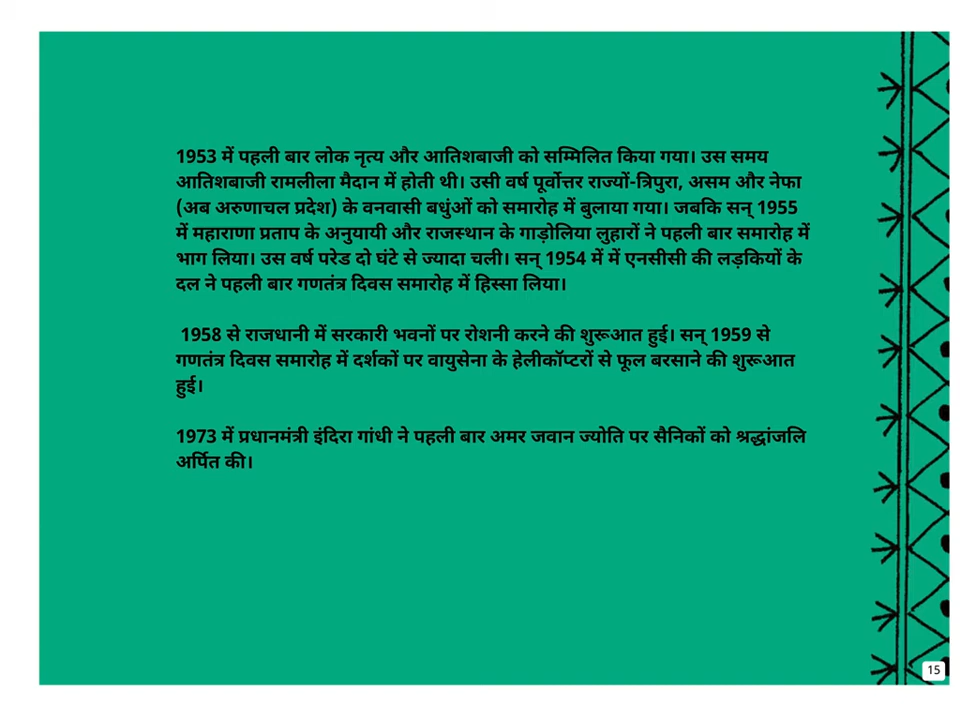 1953 में पहली बार लोक नृत्य और आतिशबाजी को सम्मिलित किया गया। उस समय
आतिशबाजी रामलीला मैदान में होती थी। उसी वर्ष पूर्वोत्तर राज्यों-त्रिपुरा, असम और नेफा
(अब अरुणाचल प्रदेश) के वनवासी बधुंओं को समारोह में बुलाया गया। जबकि सन् 1955
में महाराणा प्रताप के अनुयायी और राजस्थान के गाड़ोलिया लुहारों ने पहली बार समारोह में
भाग लिया। उस वर्ष परेड दो घंटे से ज्यादा चली। सन् 1954 में में एनसीसी की लड़कियों के
दल ने पहली बार गणतंत्र दिवस समारोह में हिस्सा लिया।
1958 से राजधानी में सरकारी भवनों पर रोशनी करने की शुरूआत हुई। सन् 1959 से
गणतंत्र दिवस समारोह में दर्शकों पर वायुसेना के हेलीकॉप्टरों से फूल बरसाने की शुरूआत
हुई।
1973 में प्रधानमंत्री इंदिरा गांधी ने पहली बार अमर जवान ज्योति पर सैनिकों को श्रद्धांजलि
अर्पित की।
15